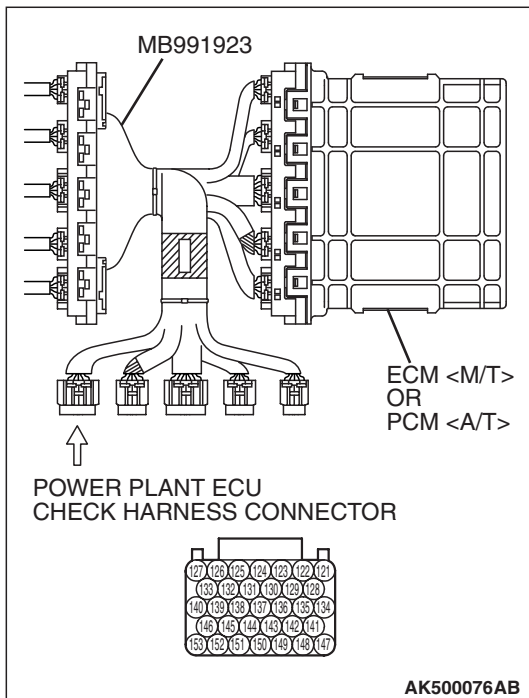 MB991923
ECM <M/T>
OR
PCM <A/T>
POWER PLANT ECU
CHECK HARNESS CONNECTOR
127 126 125 124 123 122 121
133 132 131 130 129 128
140 139 138 137 136 135 134
146 145 144 143 142 141
153 152 151 150 149 148 147
AK500076AB